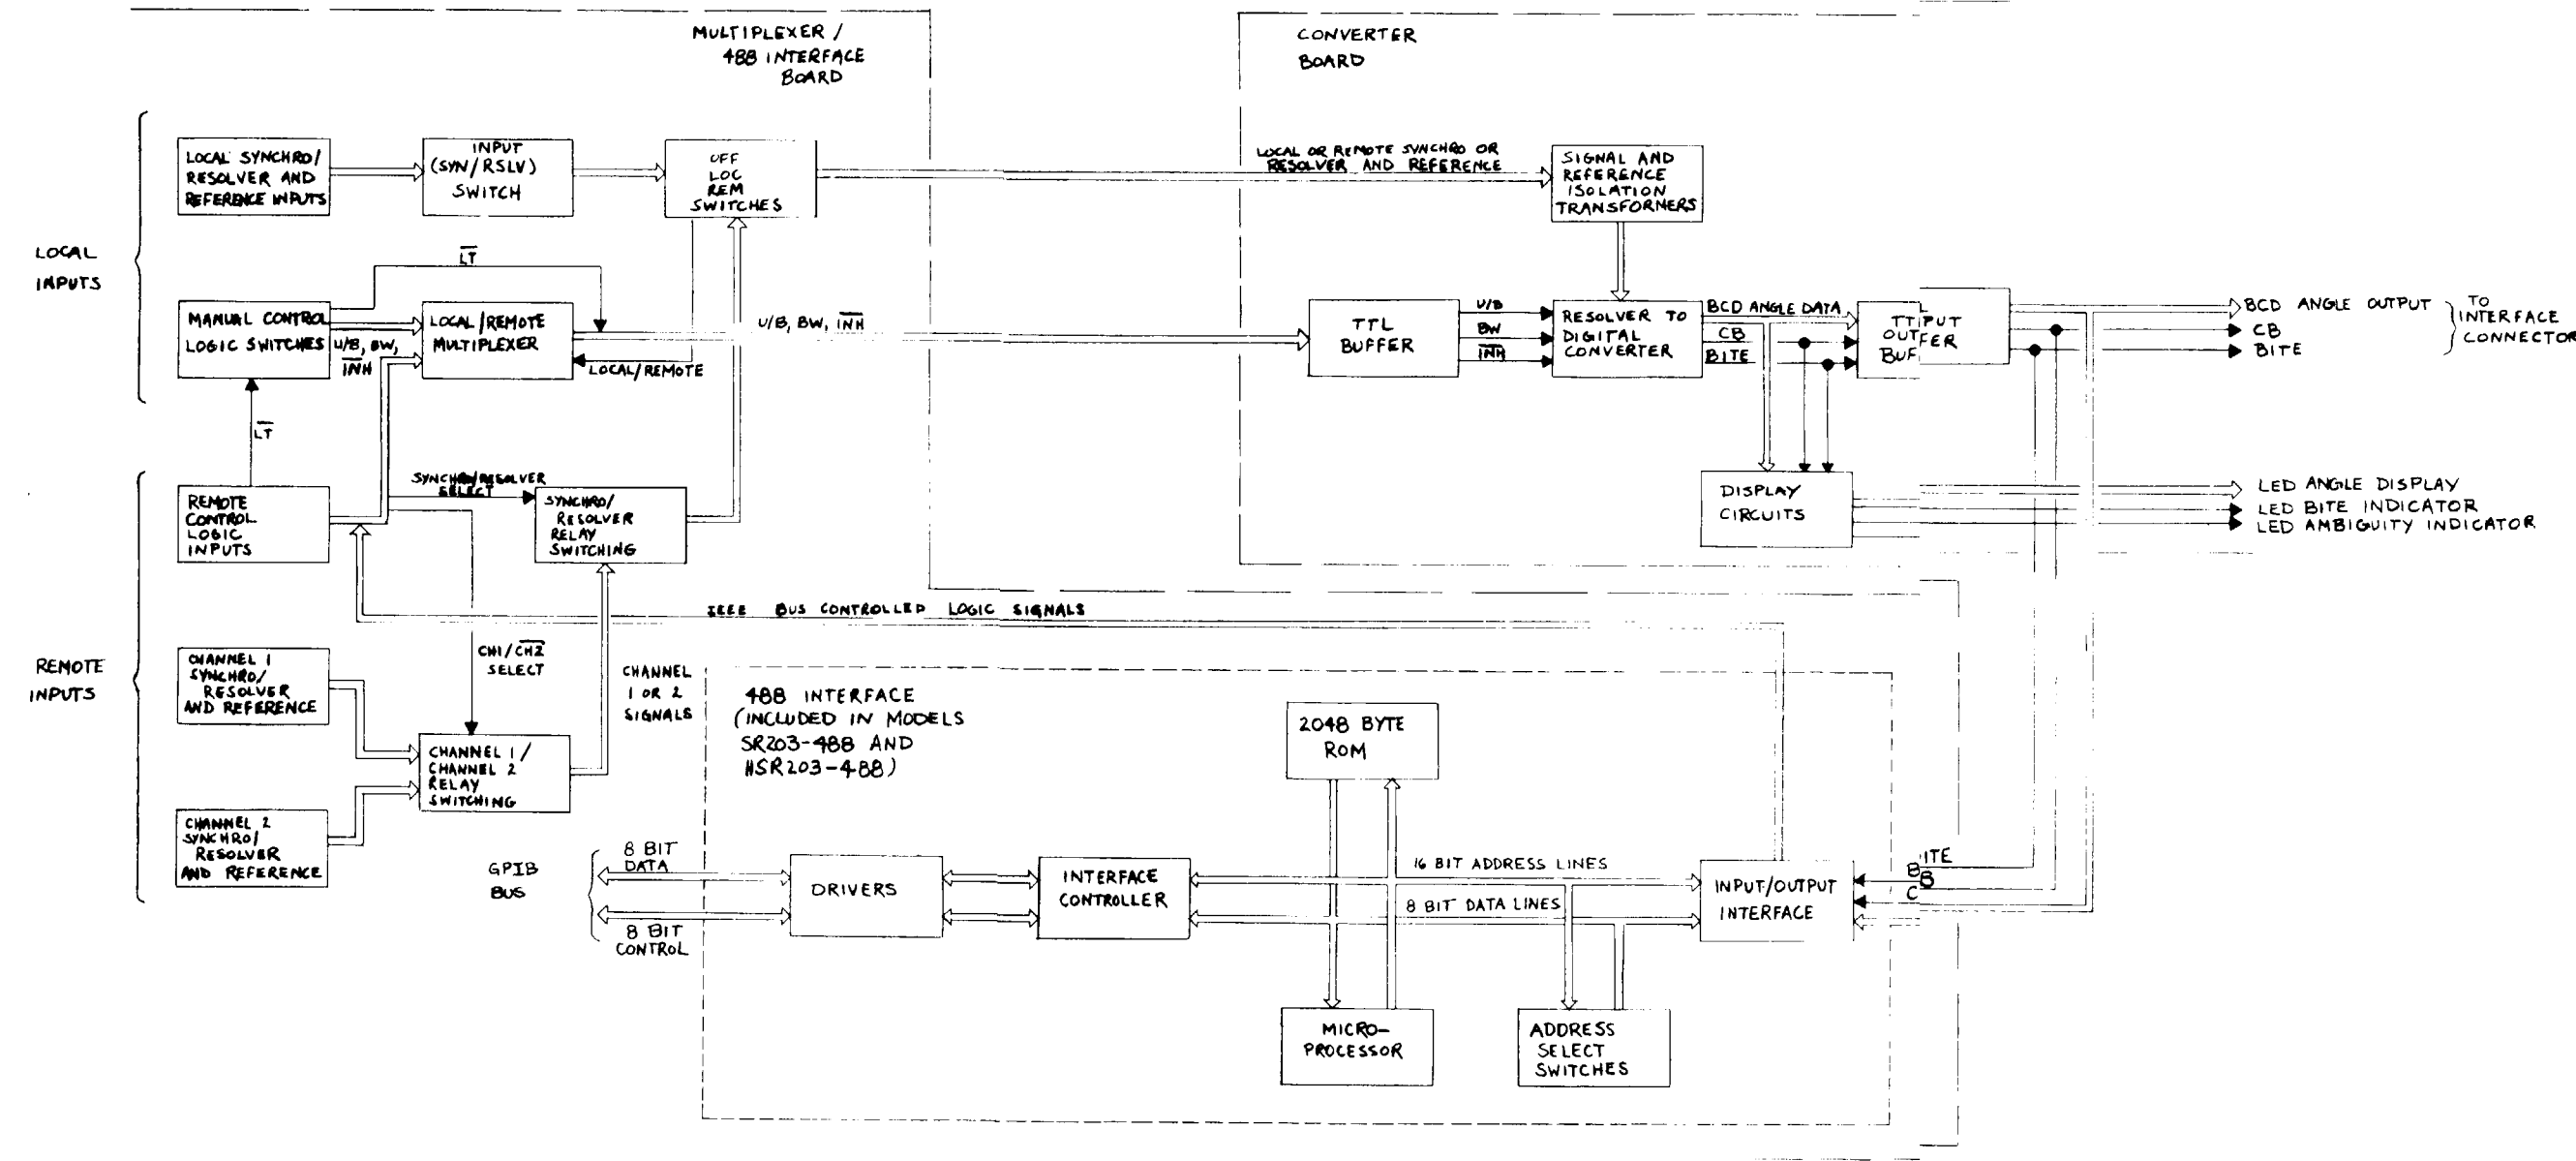 MULTIPLEXER /
488 INTERFACE
BOARD
CONVERTER
BOARD
LOCAL
INPUTS
LOCAL SYNCHRO/
RESOLVER AND
REFERENCE INPUTS
INPUT
(SYN/RSLV)
SWITCH
OFF
LOC
REM
SWITCHES
LOCAL OR REMOTE SYNCHRO OR
RESOLVER AND REFERENCE
SIGNAL AND
REFERENCE
ISOLATION
TRANSFORNERS
L̅T̅
MANUAL CONTROL
LOGIC SWITCHES
U/B, BW,
I̅N̅H̅
LOCAL/REMOTE
MULTIPLEXER
LOCAL/REMOTE
U/B, BW, I̅N̅H̅
TTL
BUFFER
U/B
BW
I̅N̅H̅
RESOLVER TO
DIGITAL
CONVERTER
BCD ANGLE DATA
CB
BITE
BCD ANGLE OUTPUT
CB
BITE
TO
INTERFACE
CONNECTOR
L̅T̅
REMOTE
INPUTS
REMOTE
CONTROL
LOGIC
INPUTS
SYNCHRO/RESOLVER
SELECT
SYNCHRO/
RESOLVER
RELAY
SWITCHING
DISPLAY
CIRCUITS
LED ANGLE DISPLAY
LED BITE INDICATOR
LED AMBIGUITY INDICATOR
IEEE BUS CONTROLLED LOGIC SIGNALS
CH1/C̅H̅2̅
SELECT
CHANNEL
1 OR 2
SIGNALS
CHANNEL 1
SYNCHRO/
RESOLVER
AND REFERENCE
CHANNEL 1/
CHANNEL 2
RELAY
SWITCHING
CHANNEL 2
SYNCHRO/
RESOLVER
AND REFERENCE
488 INTERFACE
(INCLUDED IN MODELS
SR203-488 AND
HSR203-488)
2048 BYTE
ROM
GPIB
BUS
8 BIT
DATA
8 BIT
CONTROL
DRIVERS
INTERFACE
CONTROLLER
16 BIT ADDRESS LINES
8 BIT DATA LINES
INPUT/OUTPUT
INTERFACE
MICRO-
PROCESSOR
ADDRESS
SELECT
SWITCHES